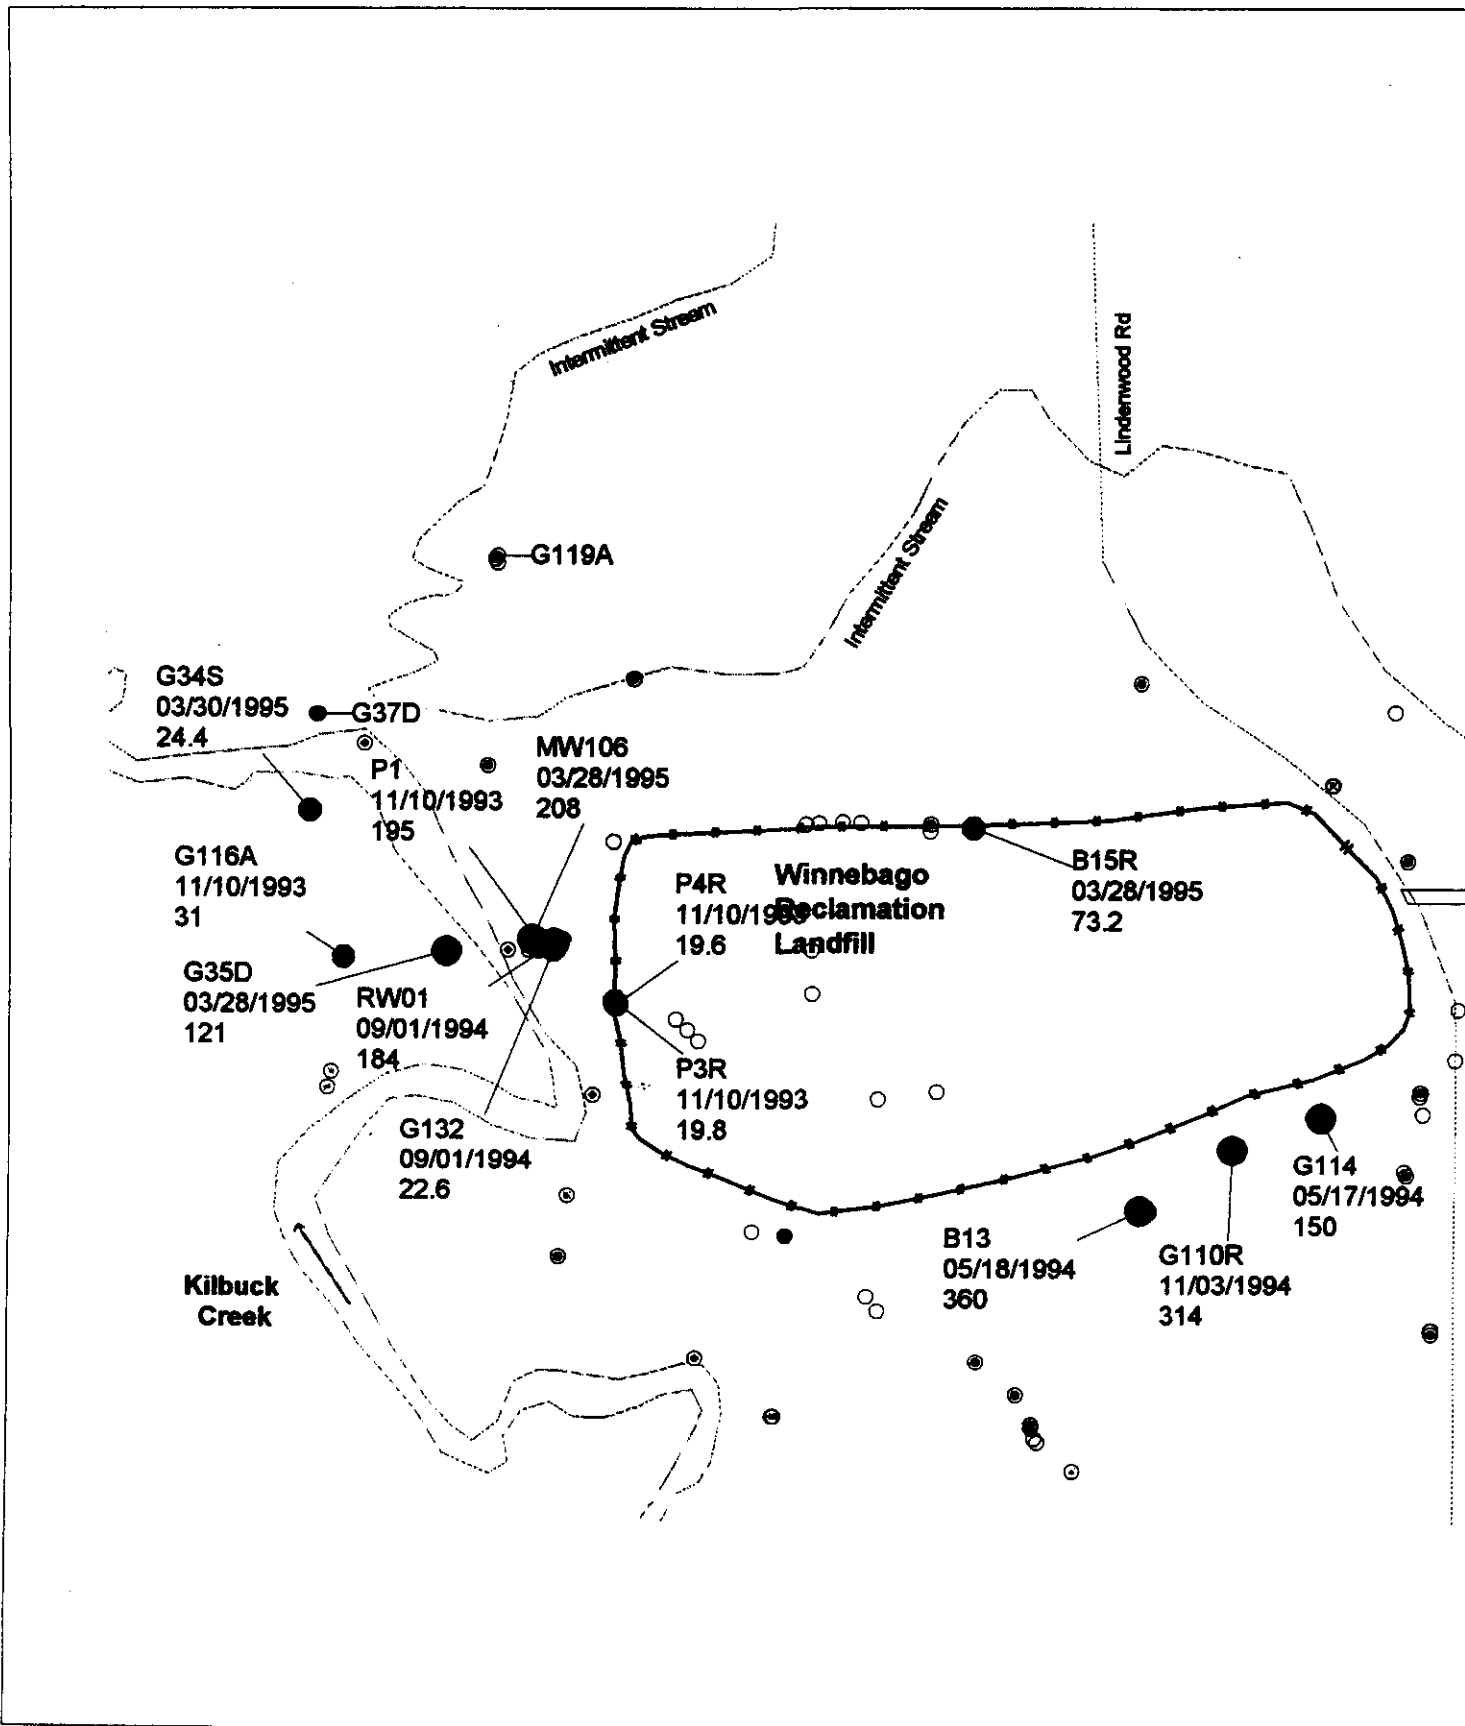 Intermittent Stream
Lindenwood Rd
Intermittent Stream
G119A
G34S
03/30/1995
24.4
G37D
P1
11/10/1993
195
MW106
03/28/1995
208
G116A
11/10/1993
31
P4R
11/10/1993
19.6
Winnebago
Reclamation
Landfill
B15R
03/28/1995
73.2
G35D
03/28/1995
121
RW01
09/01/1994
184
P3R
11/10/1993
19.8
G132
09/01/1994
22.6
G114
05/17/1994
150
B13
05/18/1994
360
G110R
11/03/1994
314
Kilbuck
Creek